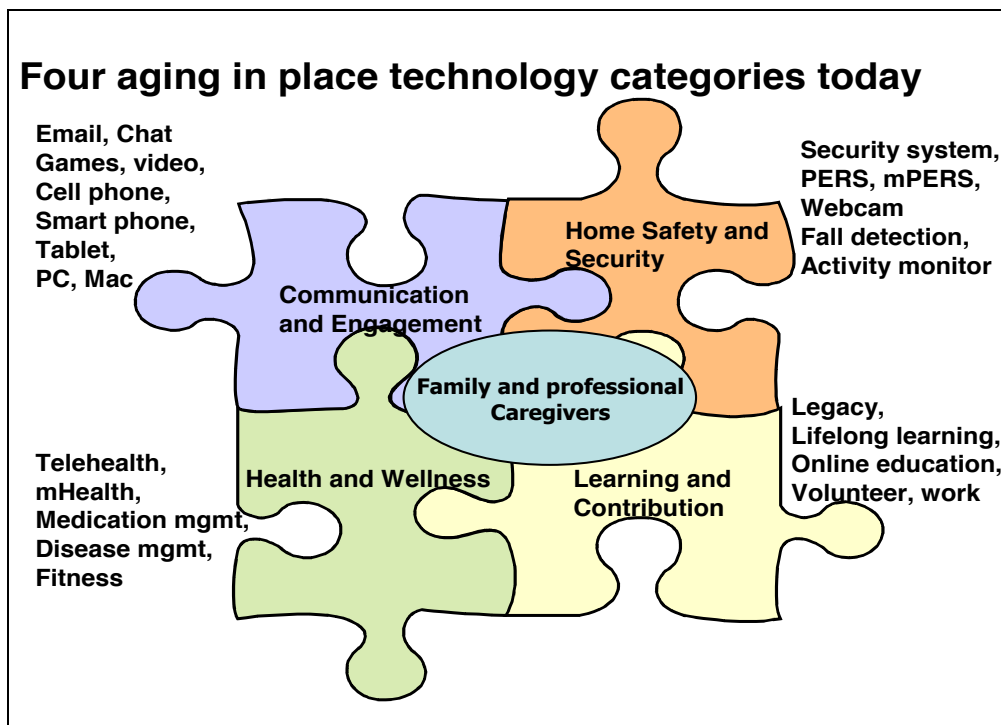 Four aging in place technology categories today
Email, Chat
Games, video,
Cell phone,
Smart phone,
Tablet,
PC, Mac
Communication
and Engagement
Home Safety and
Security
Security system,
PERS, mPERS,
Webcam
Fall detection,
Activity monitor
Family and professional
Caregivers
Telehealth,
mHealth,
Medication mgmt,
Disease mgmt,
Fitness
Health and Wellness
Learning and
Contribution
Legacy,
Lifelong learning,
Online education,
Volunteer, work